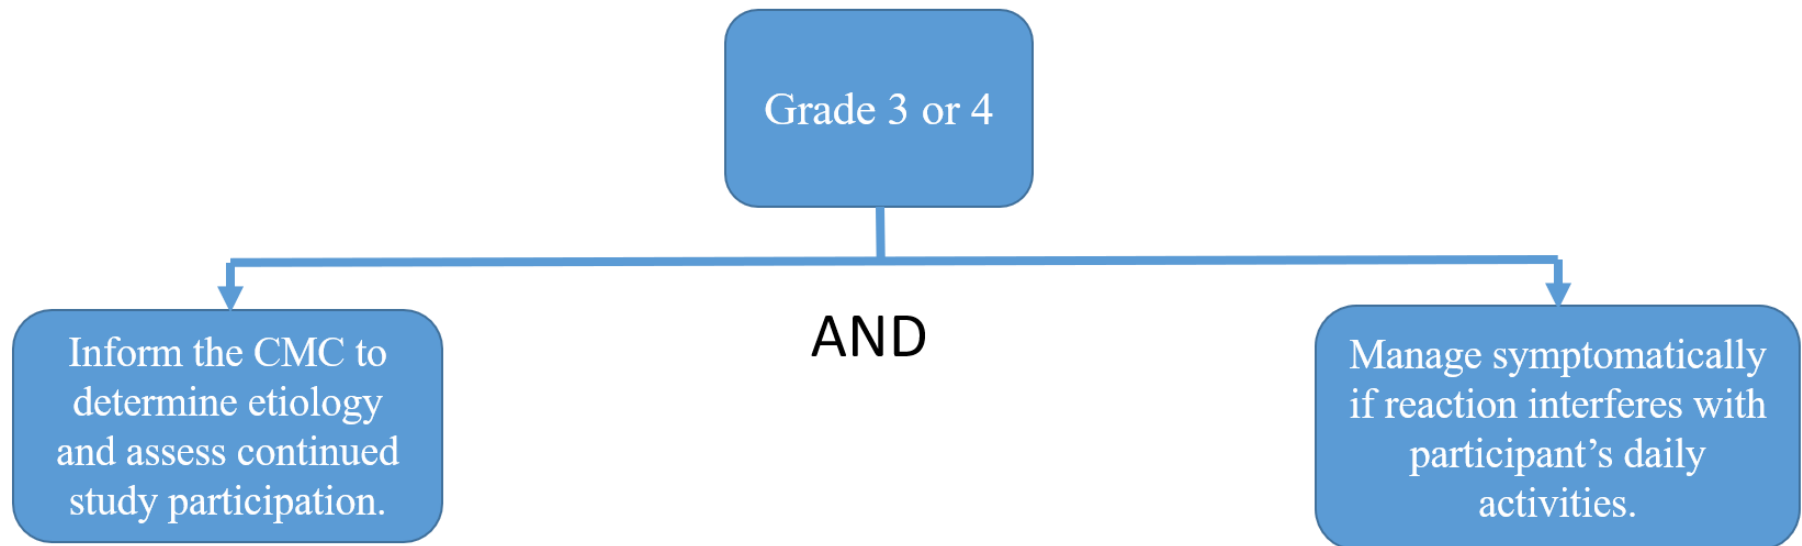 Grade 3 or 4
Inform the CMC to
determine etiology
and assess continued
study participation.
AND
Manage symptomatically
if reaction interferes with
participant’s daily
activities.